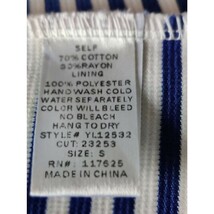 SELF
70% COTTON
30% RAYON
LINING
100% POLYESTER
HAND WASH COLD
WATER SEPARATELY
COLOR WILL BLEED
NO BLEACH
HANG TO DRY
STYLE# YL12532
CUT: 23253
SIZE: S
RN#: 117625
MADE IN CHINA